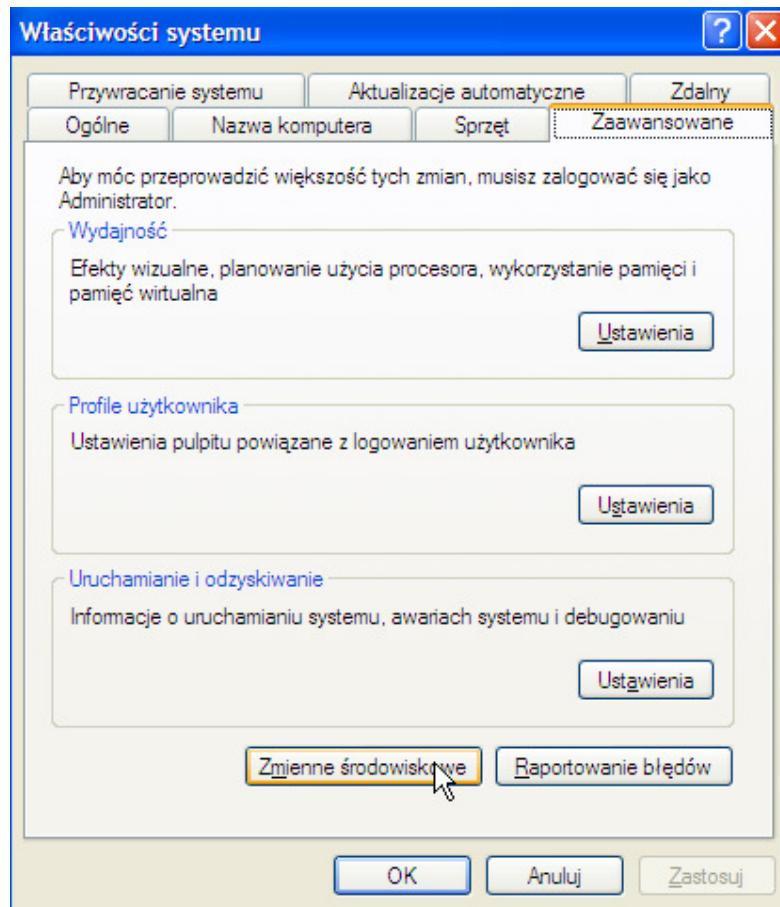 Właściwości systemu
Przywracanie systemu Aktualizacje automatyczne Zdalny
Ogólne Nazwa komputera Sprzęt Zaawansowane
Aby móc przeprowadzić większość tych zmian, musisz zalogować się jako
Administrator.
Wydajność
Efekty wizualne, planowanie użycia procesora, wykorzystanie pamięci i
pamięć wirtualna
Ustawienia
Profile użytkownika
Ustawienia pulpitu powiązane z logowaniem użytkownika
Ustawienia
Uruchamianie i odzyskiwanie
Informacje o uruchamianiu systemu, awariach systemu i debugowaniu
Ustawienia
Zmienne środowiskowe Raportowanie błędów
OK Anuluj Zastosuj